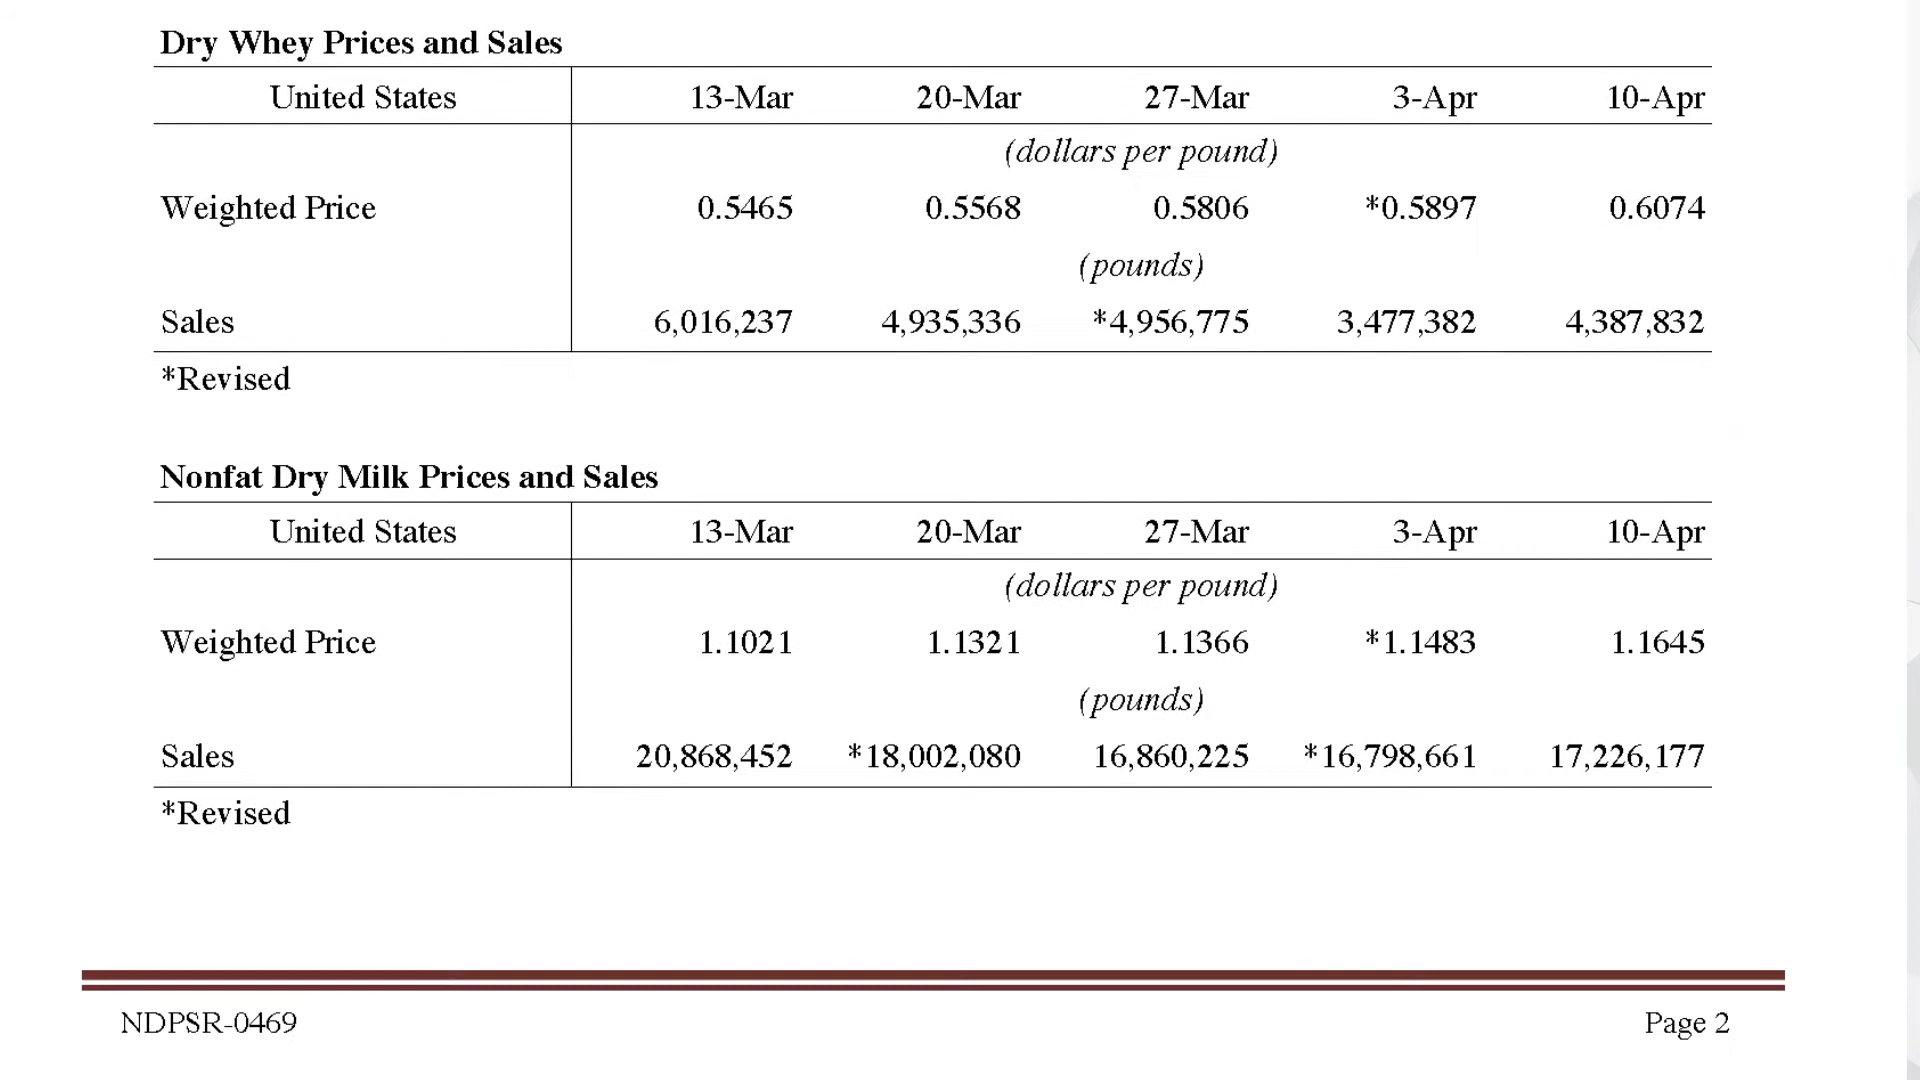 Dry Whey Prices and Sales
United States 13-Mar 20-Mar 27-Mar 3-Apr 10-Apr
(dollars per pound)
Weighted Price 0.5465 0.5568 0.5806 *0.5897 0.6074
(pounds)
Sales 6,016,237 4,935,336 *4,956,775 3,477,382 4,387,832
*Revised
Nonfat Dry Milk Prices and Sales
United States 13-Mar 20-Mar 27-Mar 3-Apr 10-Apr
(dollars per pound)
Weighted Price 1.1021 1.1321 1.1366 *1.1483 1.1645
(pounds)
Sales 20,868,452 *18,002,080 16,860,225 *16,798,661 17,226,177
*Revised
NDPSR-0469 Page 2